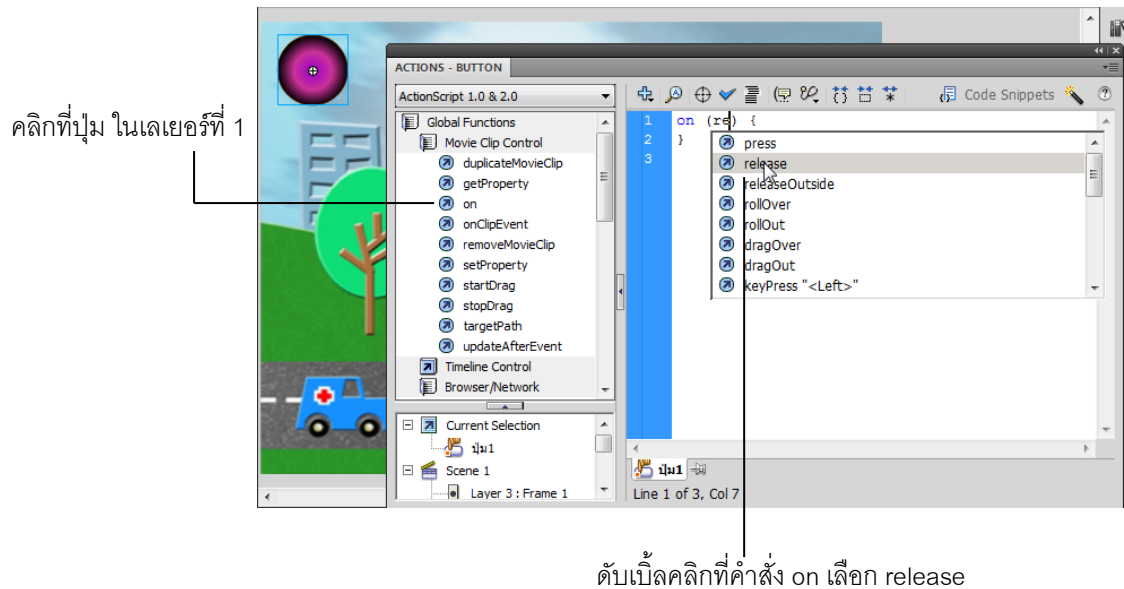 ACTIONS - BUTTON
ActionScript 1.0 & 2.0
Code Snippets
คลิกที่ปุ่ม ในเลเยอร์ที่ 1
Global Functions
Movie Clip Control
duplicateMovieClip
getProperty
on
onClipEvent
removeMovieClip
setProperty
startDrag
stopDrag
targetPath
updateAfterEvent
Timeline Control
Browser/Network
Current Selection
ปุ่ม1
Scene 1
Layer 3 : Frame 1
1 on (re) {
2 }
3
press
release
releaseOutside
rollOver
rollOut
dragOver
dragOut
keyPress "<Left>"
ปุ่ม1
Line 1 of 3, Col 7
ดับเบิ้ลคลิกที่คำสั่ง on เลือก release